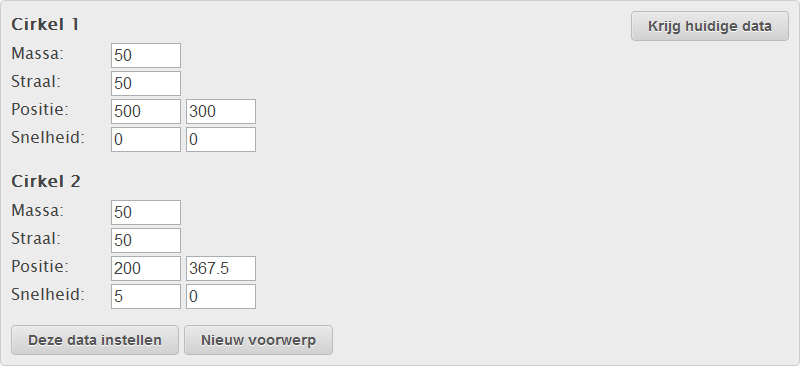 Cirkel 1
Krijg huidige data
Massa: 50
Straal: 50
Positie: 500 300
Snelheid: 0 0
Cirkel 2
Massa: 50
Straal: 50
Positie: 200 367.5
Snelheid: 5 0
Deze data instellen Nieuw voorwerp